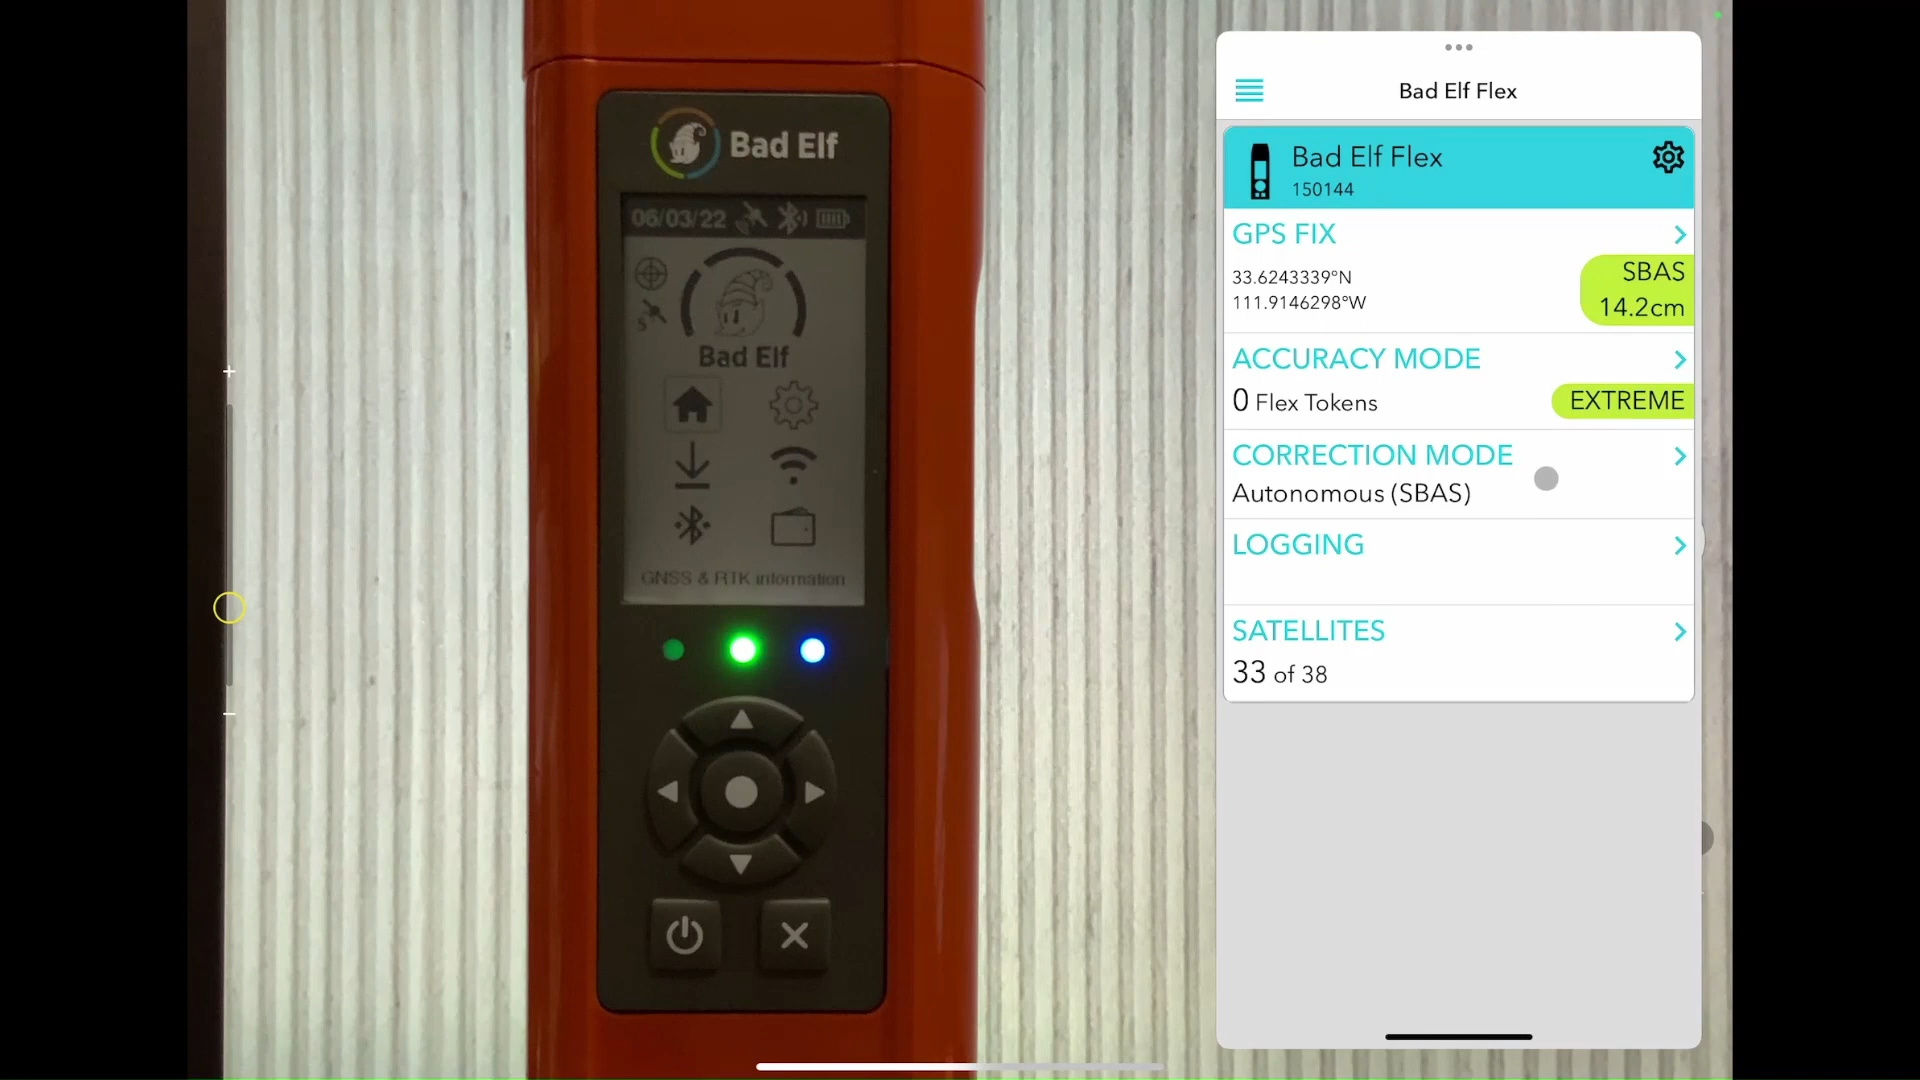 Bad Elf
06/03/22
Bad Elf
GNSS & RTK information
Bad Elf Flex
Bad Elf Flex
150144
GPS FIX
33.6243339°N
111.9146298°W
SBAS
14.2cm
ACCURACY MODE
0 Flex Tokens
EXTREME
CORRECTION MODE
Autonomous (SBAS)
LOGGING
SATELLITES
33 of 38